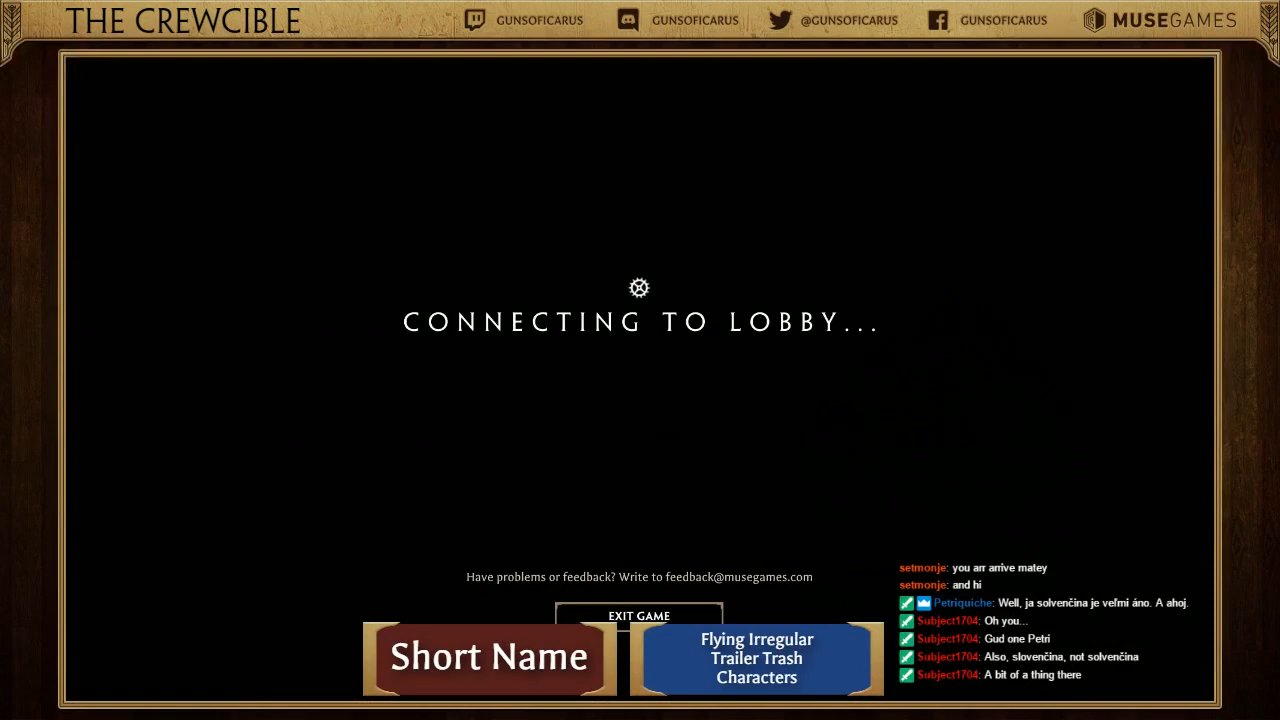 THE CREWCIBLE
GUNSOFICARUS
GUNSOFICARUS
@GUNSOFICARUS
GUNSOFICARUS
MUSEGAMES
CONNECTING TO LOBBY...
Have problems or feedback? Write to feedback@musegames.com
EXIT GAME
Short Name
Flying Irregular
Trailer Trash
Characters
setmonje: you arr arrive matey
setmonje: and hi
Petriquiche: Well, ja solvenčina je veľmi áno. A ahoj.
Subject1704: Oh you...
Subject1704: Gud one Petri
Subject1704: Also, slovenčina, not solvenčina
Subject1704: A bit of a thing there